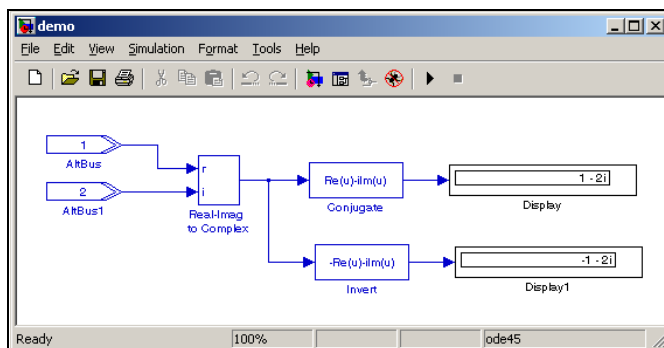 demo
File Edit View Simulation Format Tools Help
1
AltBus
2
AltBus1
r
i
Real-Imag
to Complex
Re(u)-iIm(u)
Conjugate
1 - 2i
Display
-Re(u)-iIm(u)
Invert
-1 - 2i
Display1
Ready 100% ode45